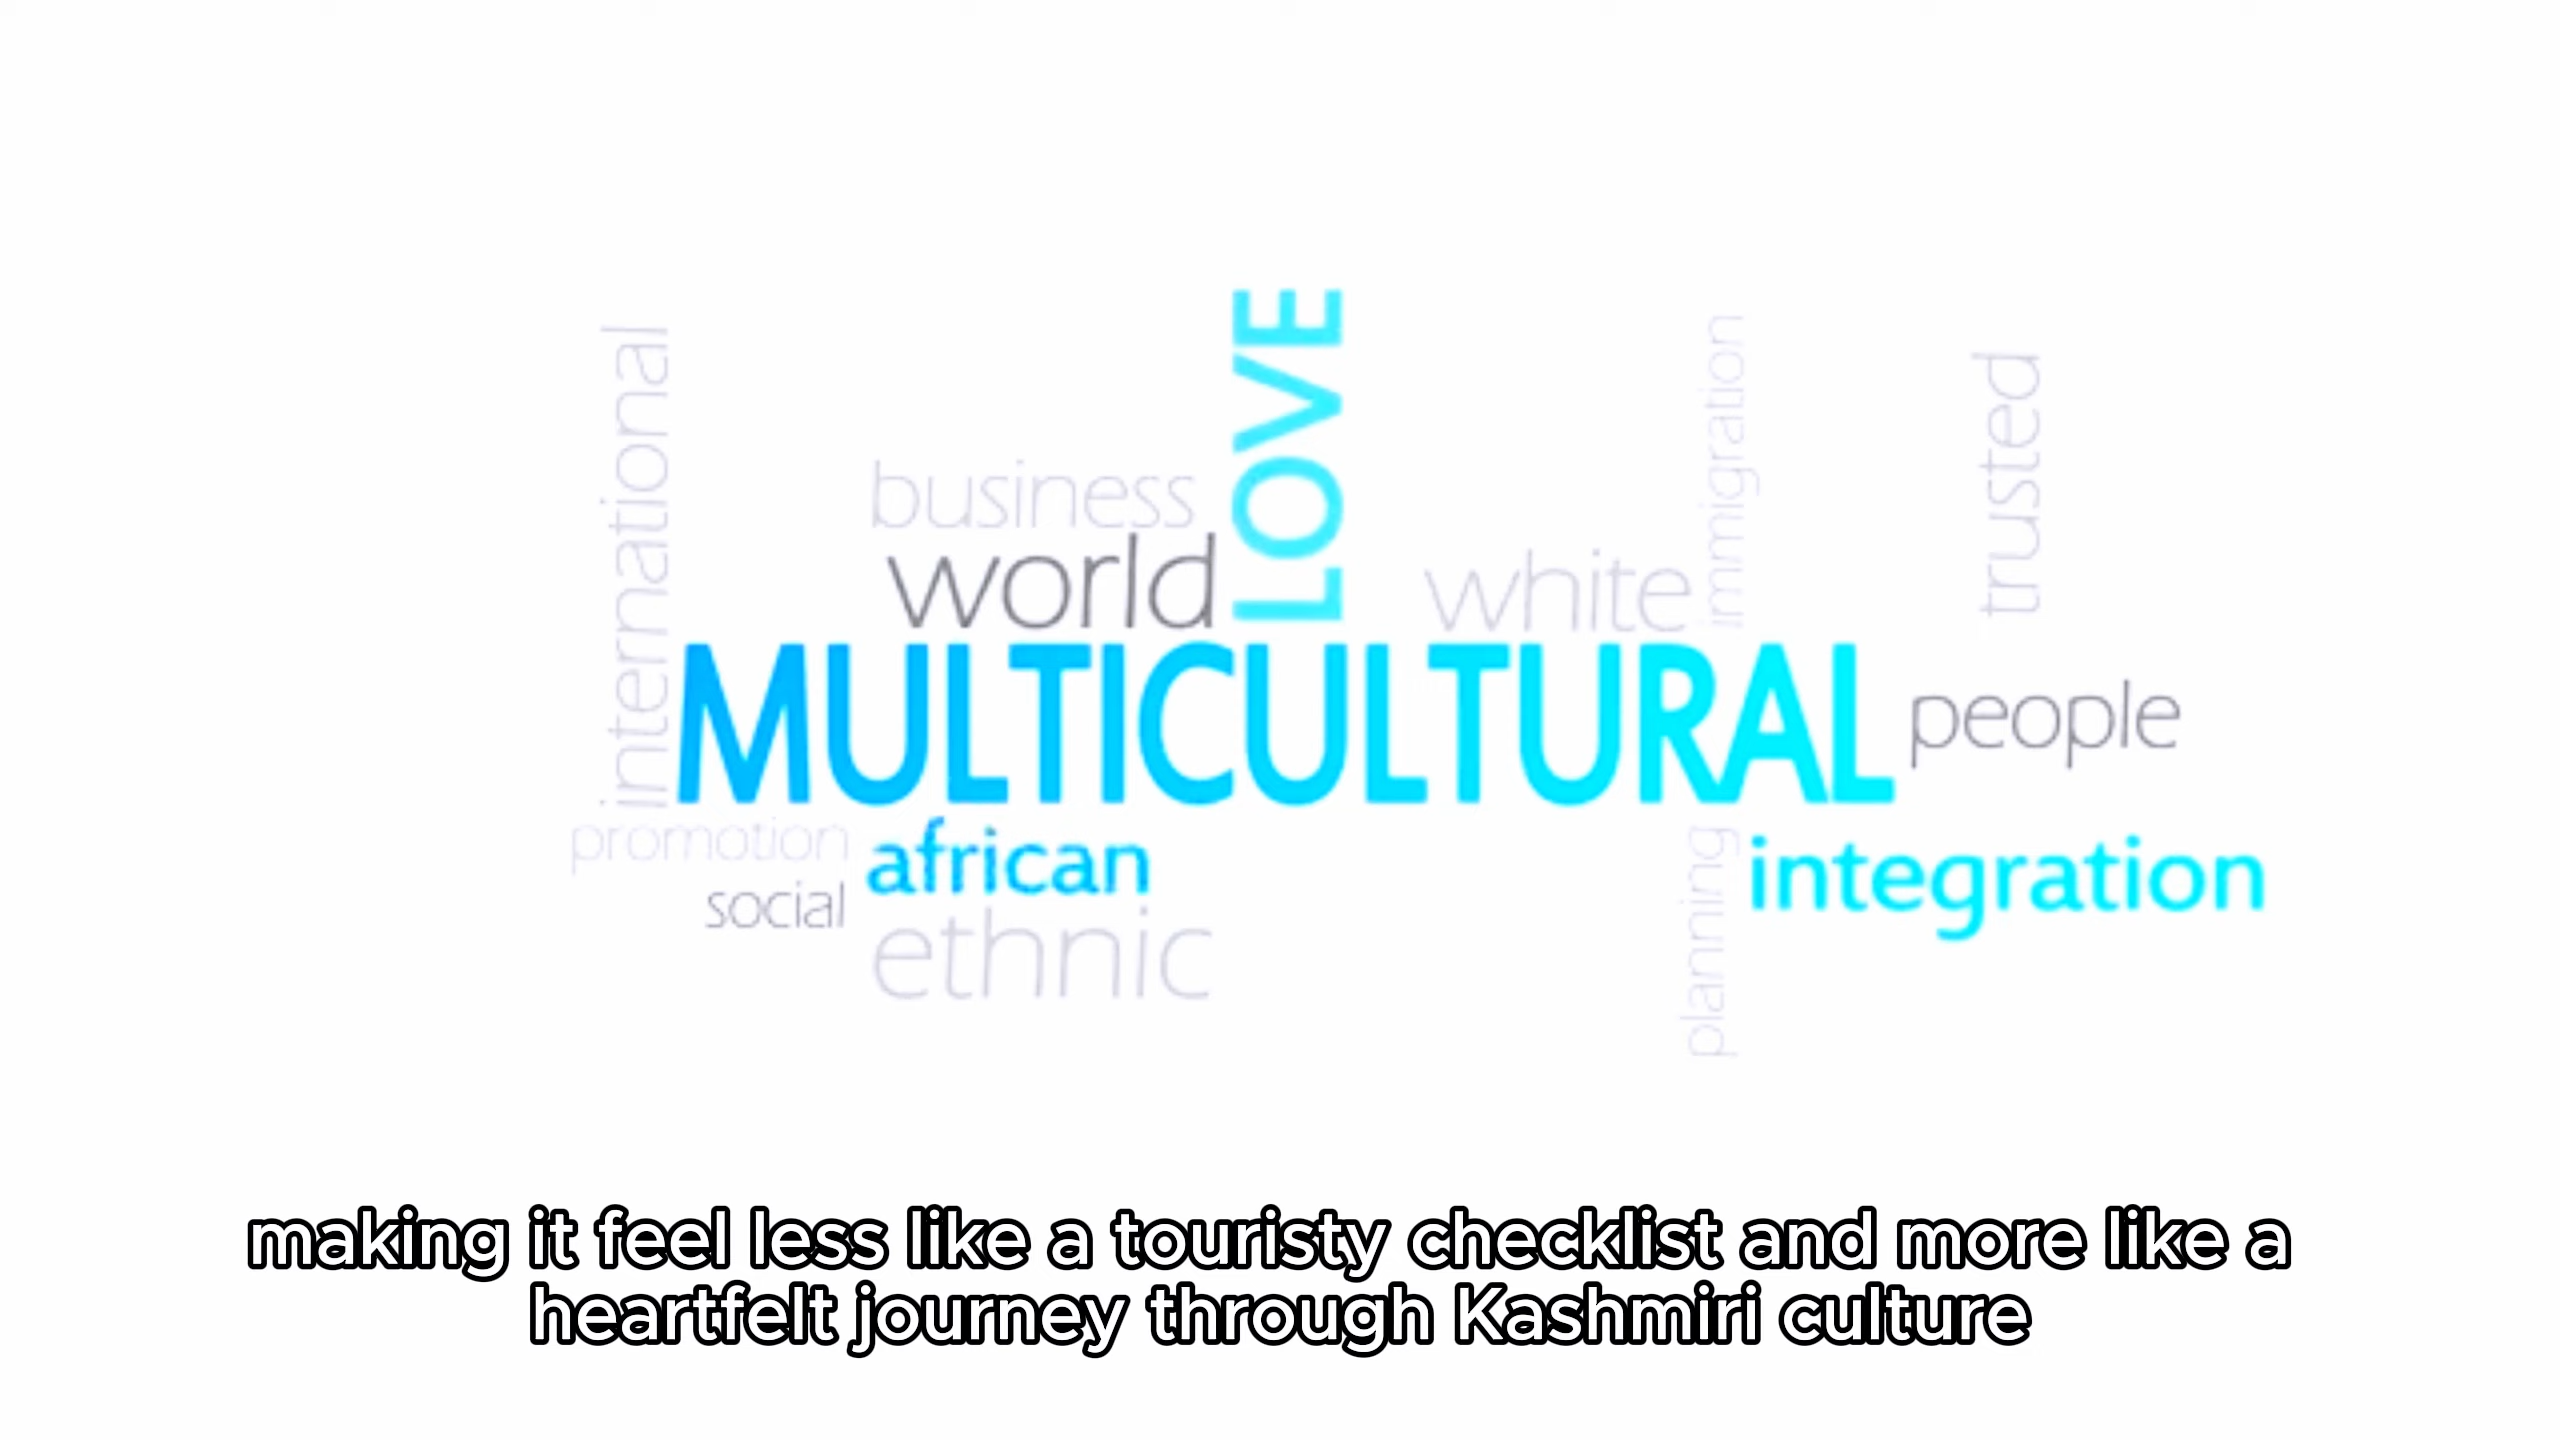 international
LOVE
immigration
trusted
business
world
white
MULTICULTURAL
people
promotion
african
integration
social
ethnic
planning
making it feel less like a touristy checklist and more like a
heartfelt journey through Kashmiri culture